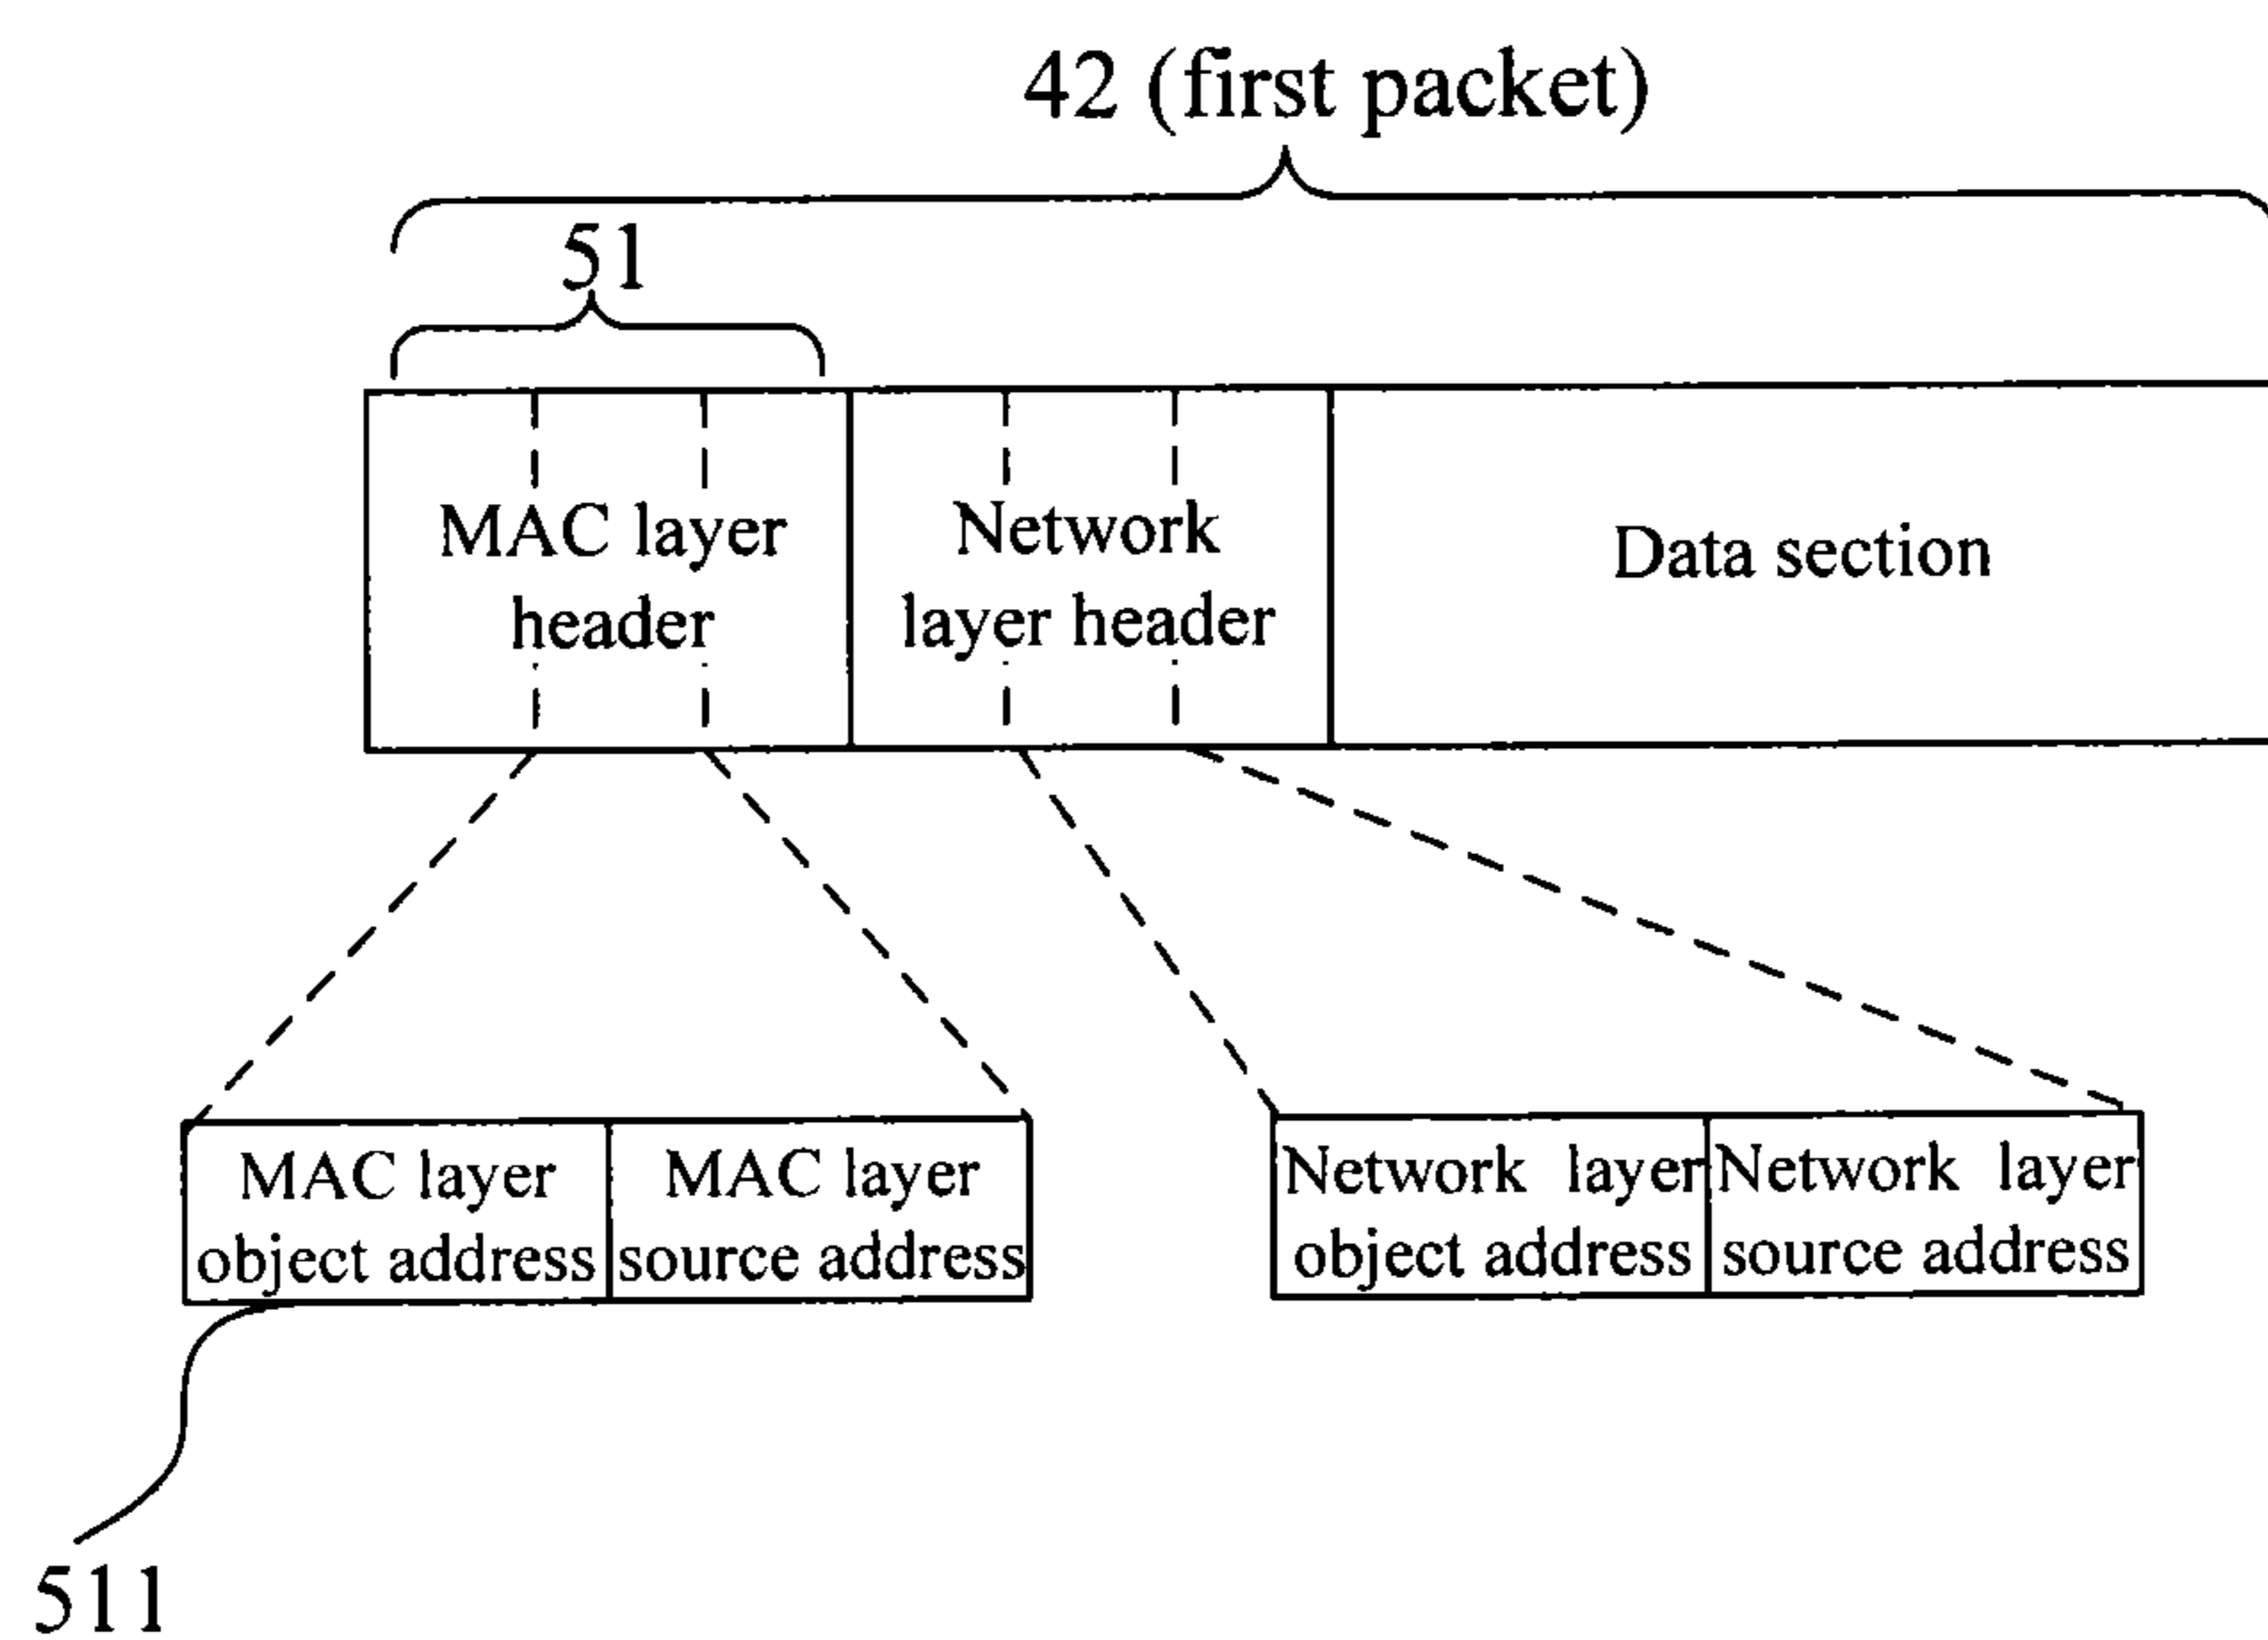 42 (first packet)
51
MAC layer
header
Network
layer header
Data section
MAC layer
object address
MAC layer
source address
Network layer
object address
Network layer
source address
511